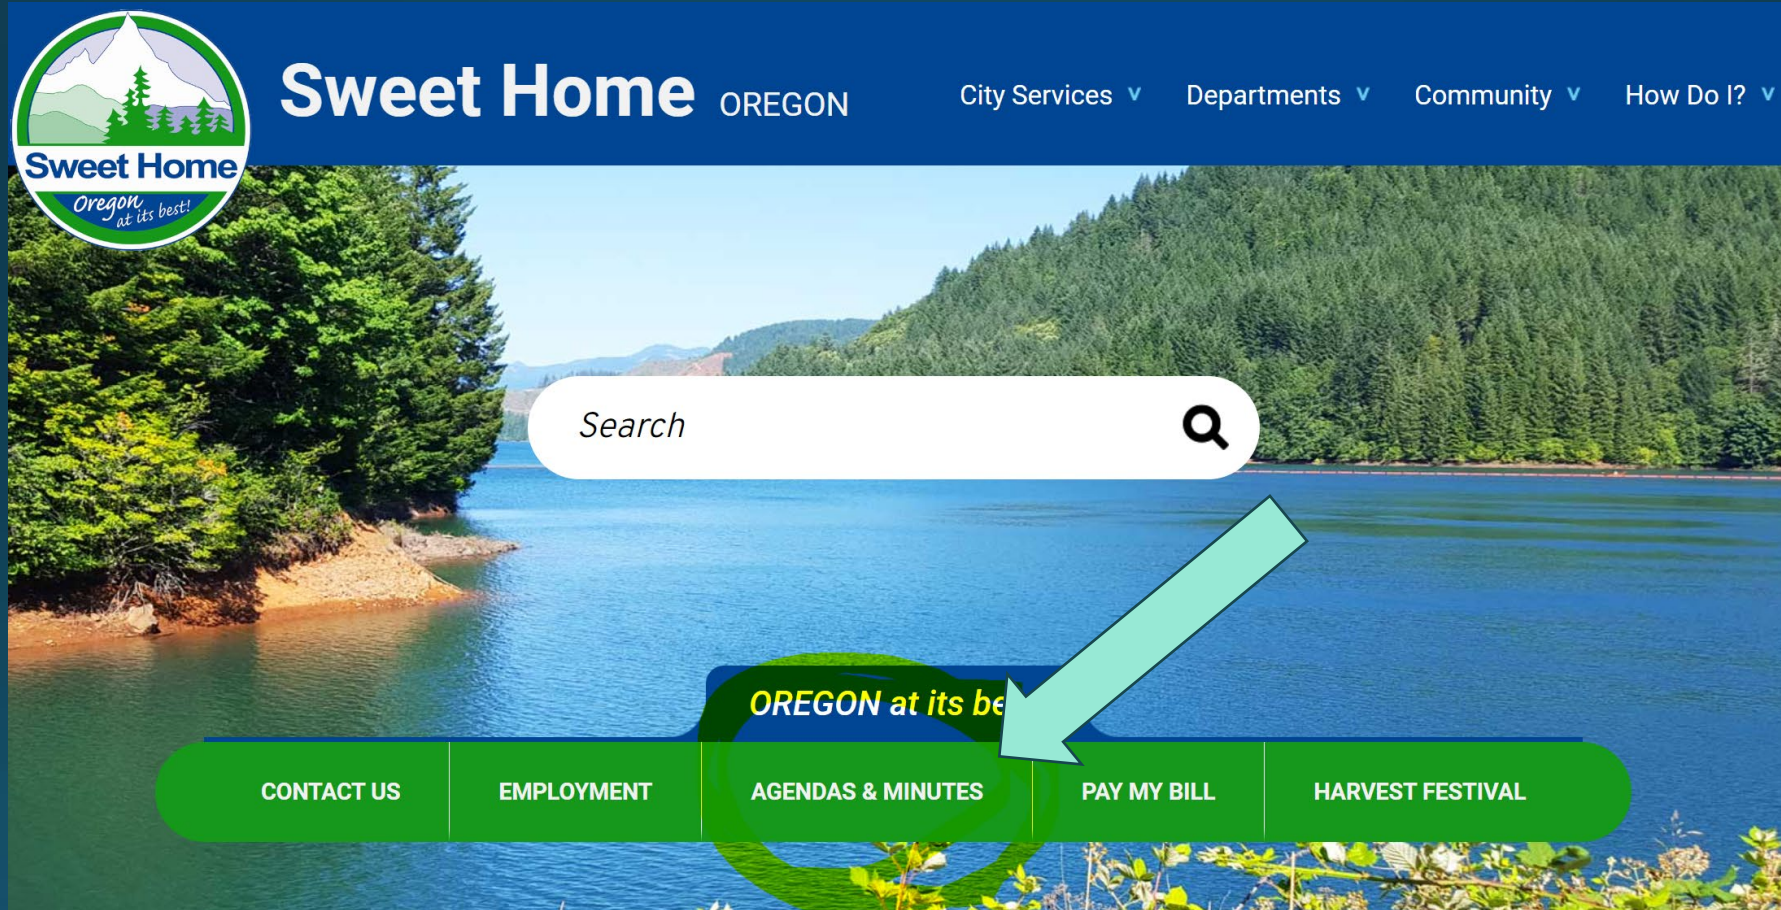 Sweet Home OREGON
City Services Departments Community How Do I?
Sweet Home
Oregon
at its best!
Search
OREGON at its be
CONTACT US EMPLOYMENT AGENDAS & MINUTES PAY MY BILL HARVEST FESTIVAL